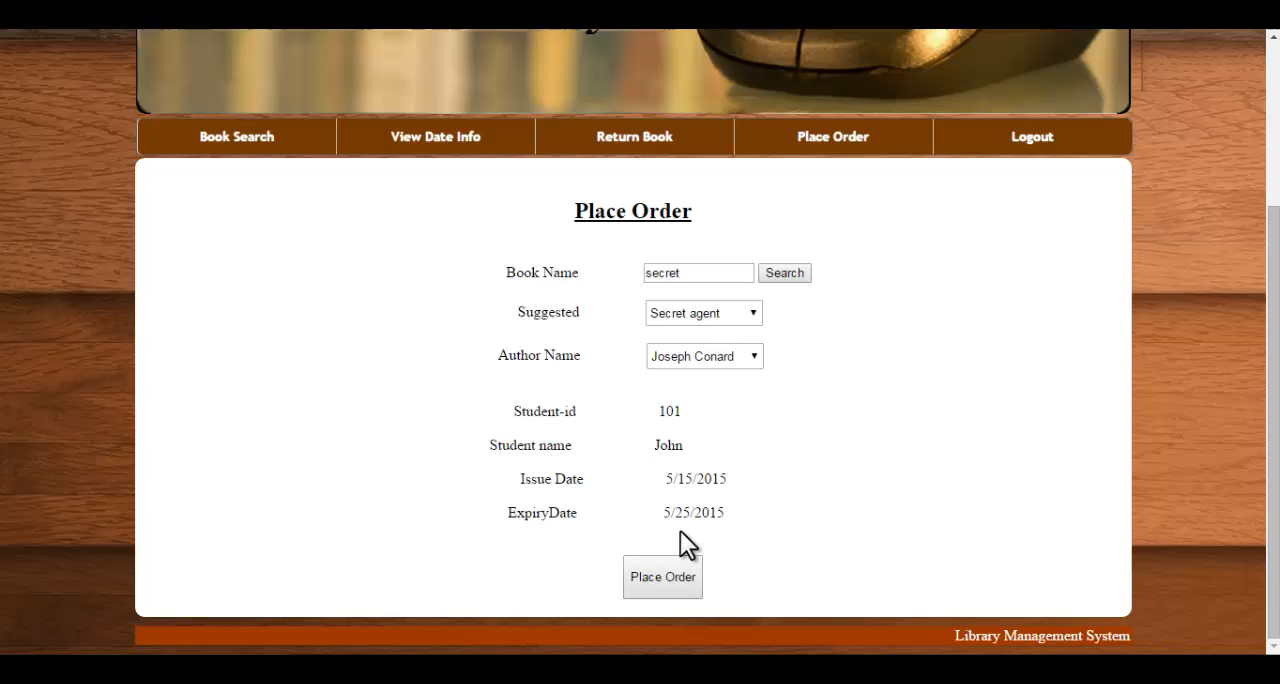 Book Search View Date Info Return Book Place Order Logout
Place Order
Book Name secret Search
Suggested Secret agent
Author Name Joseph Conard
Student-id 101
Student name John
Issue Date 5/15/2015
ExpiryDate 5/25/2015
Place Order
Library Management System